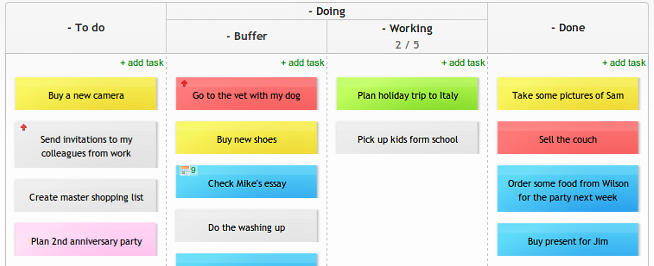 - To do
- Doing
- Buffer
- Working
2 / 5
- Done
+ add task
+ add task
+ add task
+ add task
Buy a new camera
Send invitations to my
colleagues from work
Create master shopping list
Plan 2nd anniversary party
Go to the vet with my dog
Buy new shoes
9
Check Mike's essay
Do the washing up
Plan holiday trip to Italy
Pick up kids form school
Take some pictures of Sam
Sell the couch
Order some food from Wilson
for the party next week
Buy present for Jim